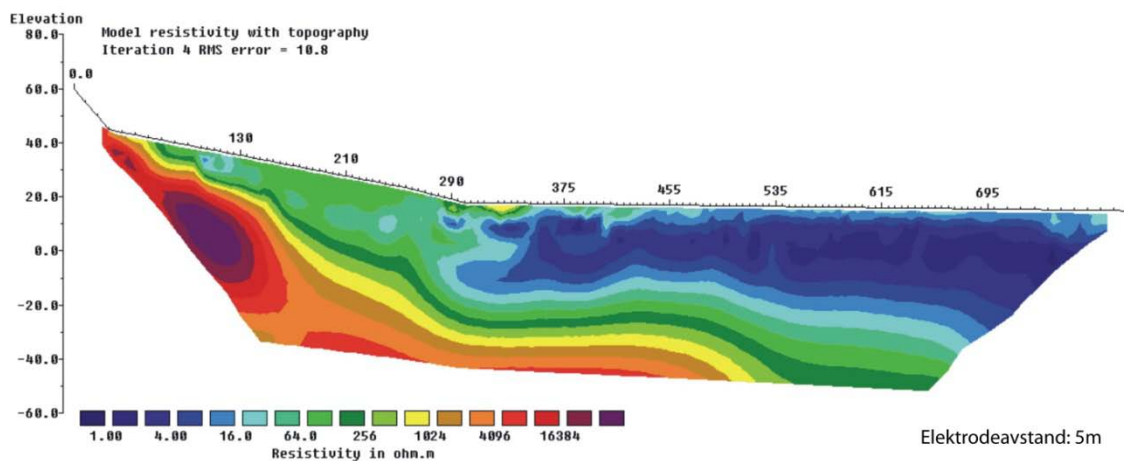 Elevation
80.0
Model resistivity with topography
Iteration 4 RMS error = 10.8
0.0
60.0
40.0
130
210
290
375
455
535
615
695
20.0
0.0
-20.0
-40.0
-60.0
1.00 4.00 16.0 64.0 256 1024 4096 16384
Resistivity in ohm.m
Elektrodeavstand: 5m